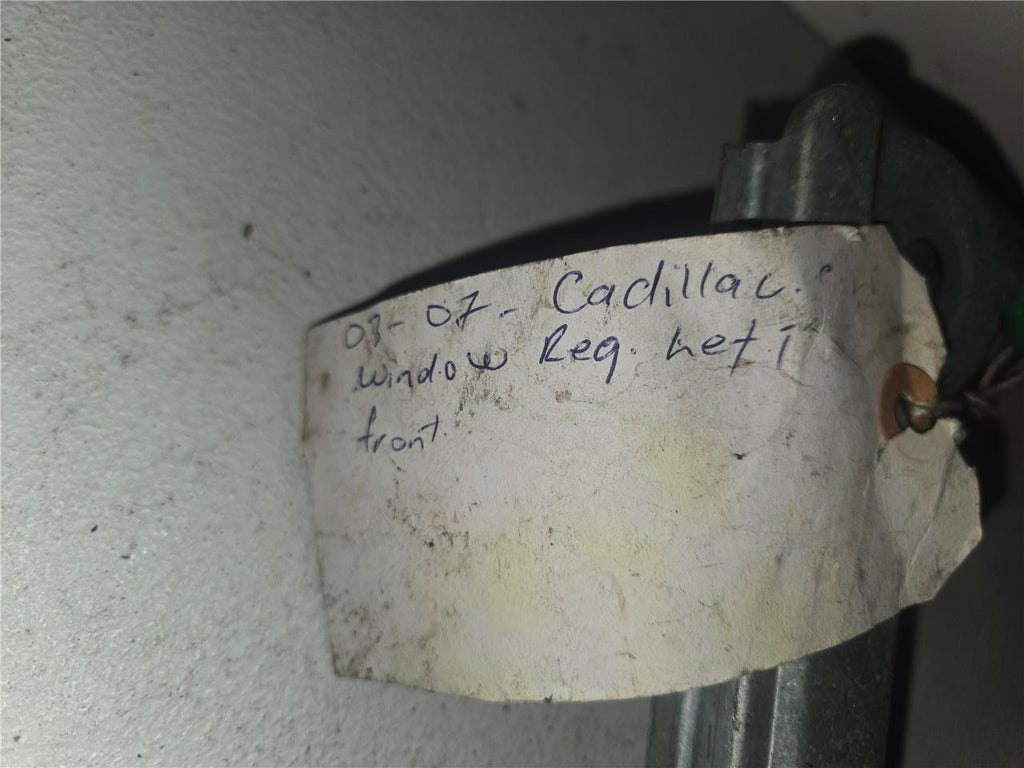 03-07- Cadillac.
Window Reg. Left
front.